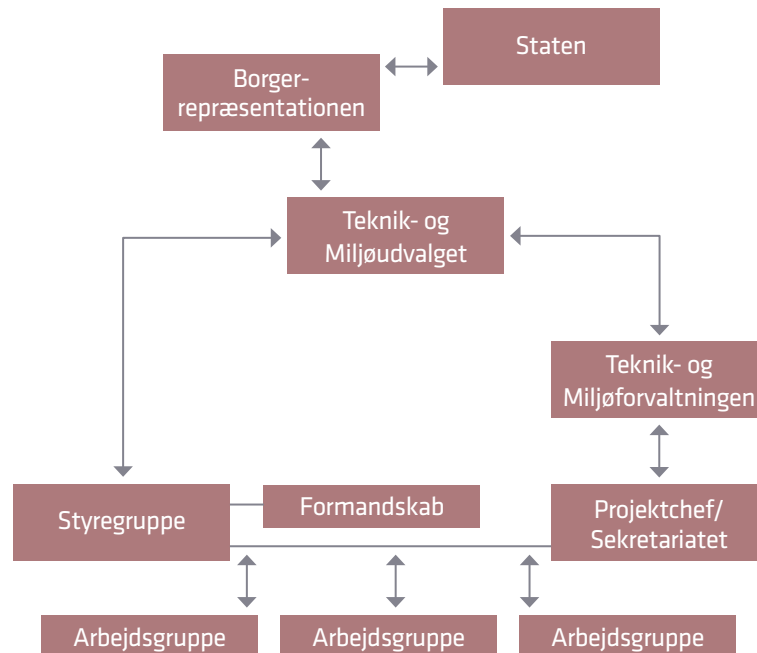 Staten
Borger-
repræsentationen
Teknik- og
Miljøudvalget
Teknik- og
Miljøforvaltningen
Styregruppe
Formandskab
Projektchef/
Sekretariatet
Arbejdsgruppe
Arbejdsgruppe
Arbejdsgruppe